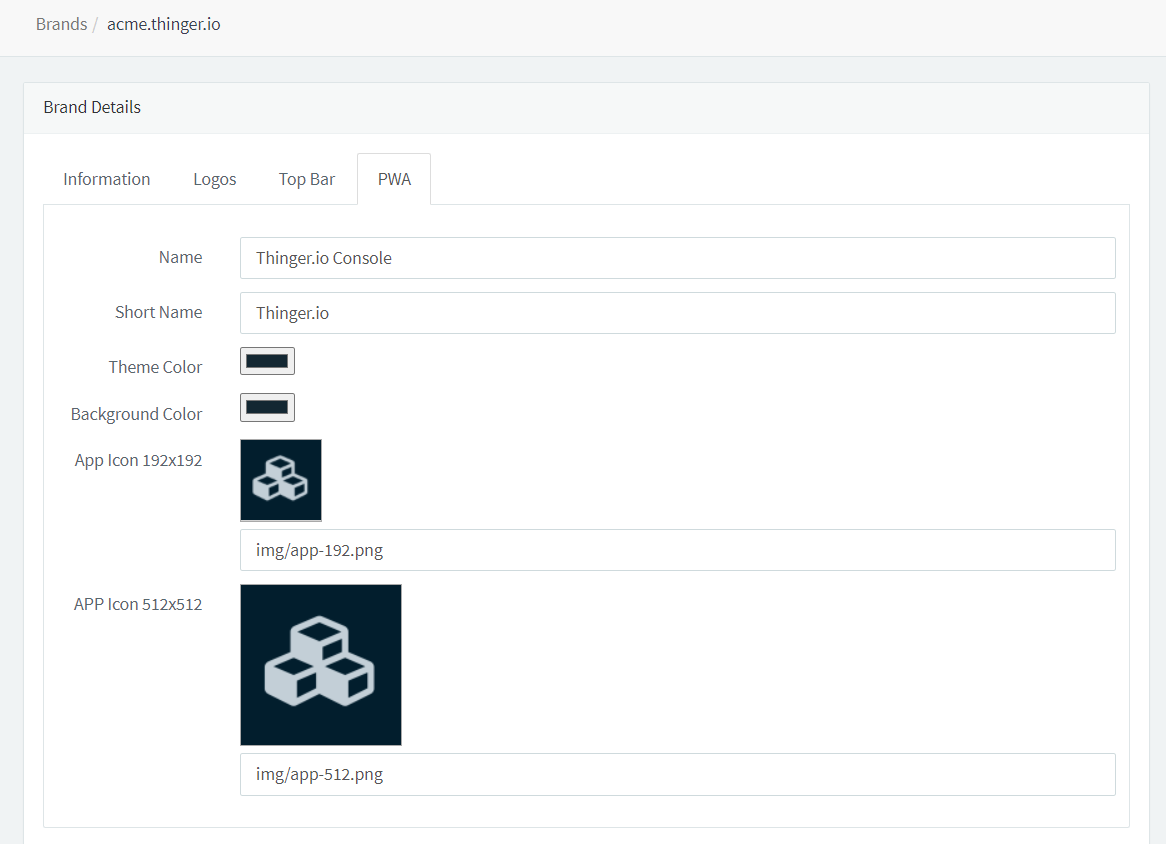 Brands / acme.thinger.io
Brand Details
Information Logos Top Bar PWA
Name Thinger.io Console
Short Name Thinger.io
Theme Color
Background Color
App Icon 192x192
img/app-192.png
APP Icon 512x512
img/app-512.png